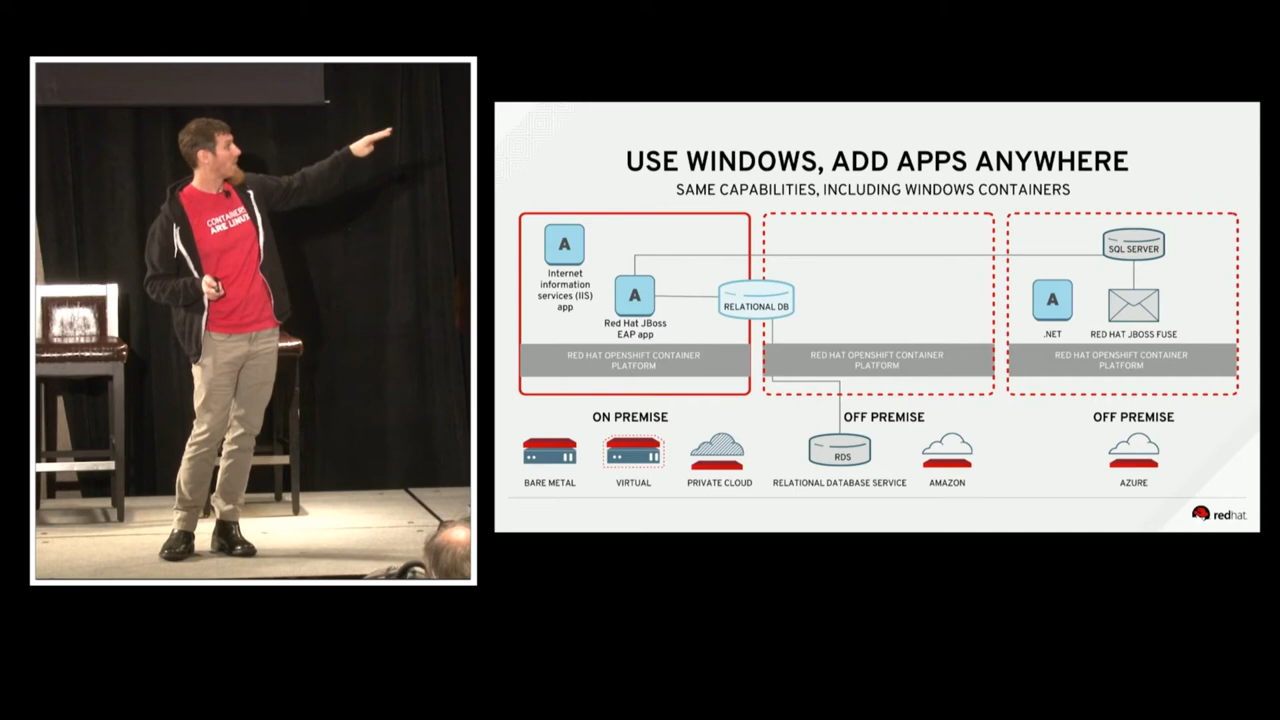 CONTAINERS
ARE LINUX
USE WINDOWS, ADD APPS ANYWHERE
SAME CAPABILITIES, INCLUDING WINDOWS CONTAINERS
A
Internet
information
services (IIS)
app
A
Red Hat JBoss
EAP app
RELATIONAL DB
SQL SERVER
A
.NET
RED HAT JBOSS FUSE
RED HAT OPENSHIFT CONTAINER
PLATFORM
RED HAT OPENSHIFT CONTAINER
PLATFORM
RED HAT OPENSHIFT CONTAINER
PLATFORM
ON PREMISE
OFF PREMISE
OFF PREMISE
BARE METAL
VIRTUAL
PRIVATE CLOUD
RDS
RELATIONAL DATABASE SERVICE
AMAZON
AZURE
redhat.